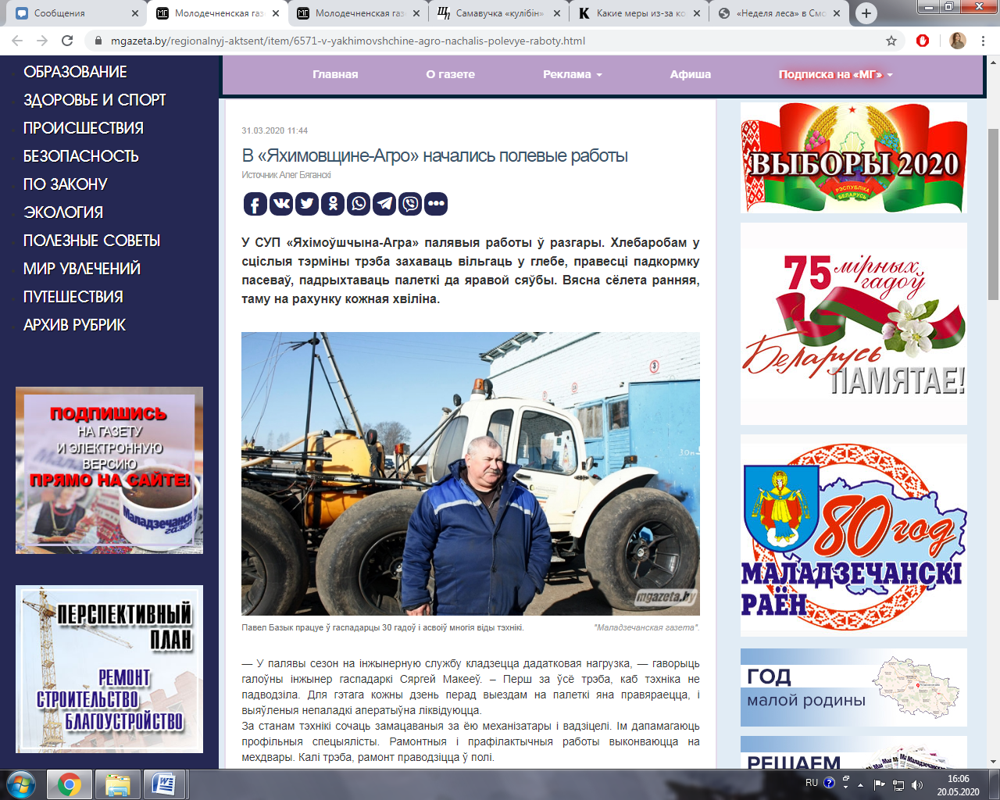 Сообщения
Молодечненская газ
Молодечненская газ
Самавучка «кулібін»
Какие меры из-за ко
«Неделя леса» в Смо
mgazeta.by/regionalnyj-aktsent/item/6571-v-yakhimovshchine-agro-nachalis-polevye-raboty.html
ОБРАЗОВАНИЕ
ЗДОРОВЬЕ И СПОРТ
ПРОИСШЕСТВИЯ
БЕЗОПАСНОСТЬ
ПО ЗАКОНУ
ЭКОЛОГИЯ
ПОЛЕЗНЫЕ СОВЕТЫ
МИР УВЛЕЧЕНИЙ
ПУТЕШЕСТВИЯ
АРХИВ РУБРИК
ПОДПИШИСЬ
НА ГАЗЕТУ
И ЭЛЕКТРОННУЮ
ВЕРСИЮ
ПРЯМО НА САЙТЕ!
Маладзечанская
газета
ПЕРСПЕКТИВНЫЙ
ПЛАН
РЕМОНТ
СТРОИТЕЛЬСТВО
БЛАГОУСТРОЙСТВО
Главная
О газете
Реклама
Афиша
Подписка на «МГ»
31.03.2020 11:44
В «Яхимовщине-Агро» начались полевые работы
Источник Алег Бяганскі
У СУП «Яхімоўшчына-Агра» палявыя работы ў разгары. Хлебаробам у
сціслыя тэрміны трэба захаваць вільгаць у глебе, правесці падкормку
пасеваў, падрыхтаваць палеткі да яравой сяўбы. Вясна сёлета ранняя,
таму на рахунку кожная хвіліна.
3
3.0 м
mgazeta.by
Павел Базык працуе ў гаспадарцы 30 гадоў і асвоіў многія віды тэхнікі.
"Маладзечанская газета".
— У палявы сезон на інжынерную службу кладзецца дадатковая нагрузка, — гаворыць
галоўны інжынер гаспадаркі Сяргей Макееў. – Перш за ўсё трэба, каб тэхніка не
падводзіла. Для гэтага кожны дзень перад выездам на палеткі яна правяраецца, і
выяўленыя непаладкі аператыўна ліквідуюцца.
За станам тэхнікі сочаць замацаваныя за ёю механізатары і вадзіцелі. Ім дапамагаюць
профільныя спецыялісты. Рамонтныя і прафілактычныя работы выконваюцца на
мехдвары. Калі трэба, рамонт праводзіцца ў полі.
ВЫБОРЫ 2020
РЭСПУБЛІКА
БЕЛАРУСЬ
75 мірных
гадоў
Беларусь
ПАМЯТАЕ!
80 год
МАЛАДЗЕЧАНСКІ
РАЁН
ГОД
малой родины
РЕШАЕМ
RU
16:06
20.05.2020